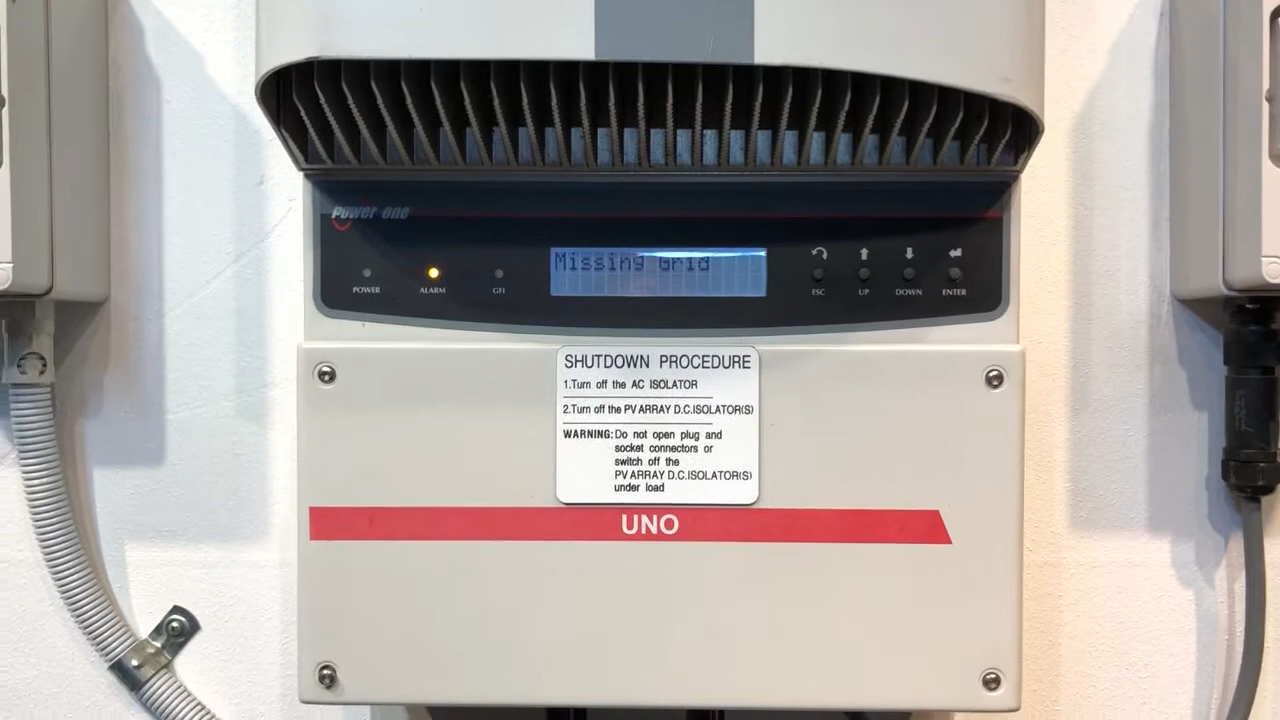 Power one
Missing Grid
POWER ALARM GFI ESC UP DOWN ENTER
SHUTDOWN PROCEDURE
1.Turn off the AC ISOLATOR
2.Turn off the PV ARRAY D.C.ISOLATOR(S)
WARNING: Do not open plug and
socket connectors or
switch off the
PV ARRAY D.C.ISOLATOR(S)
under load
UNO